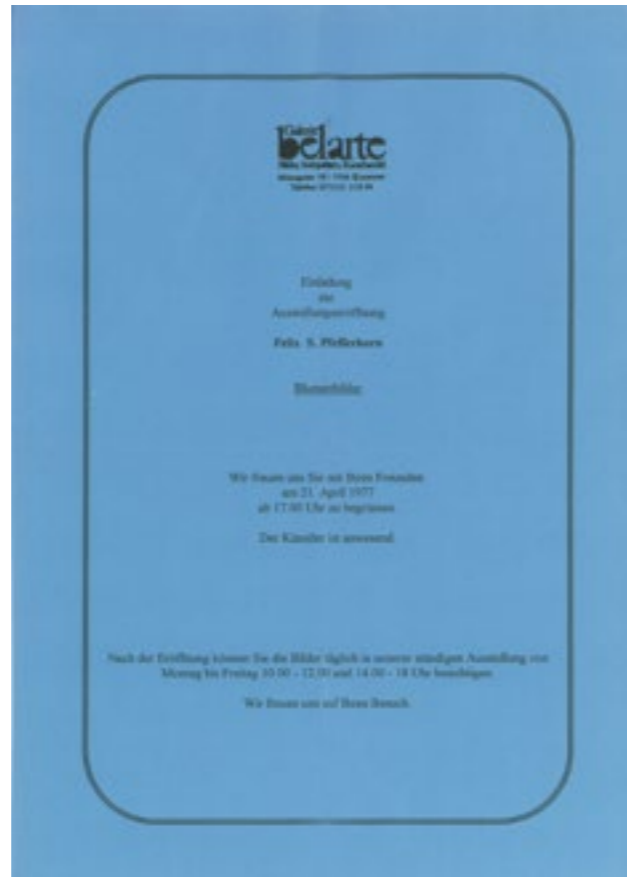 Galerie
belarte
Einladung
zur
Ausstellungseröffnung
Felix S. Pfefferkorn
Blumenbilder
Wir freuen uns Sie mit Ihren Freunden
am 21. April 1977
ab 17.00 Uhr zu begrüssen
Der Künstler ist anwesend
Nach der Eröffnung können Sie die Bilder täglich in unserer ständigen Ausstellung von
Montag bis Freitag 10.00 - 12.00 und 14.00 - 18 Uhr besichtigen.
Wir freuen uns auf Ihren Besuch.